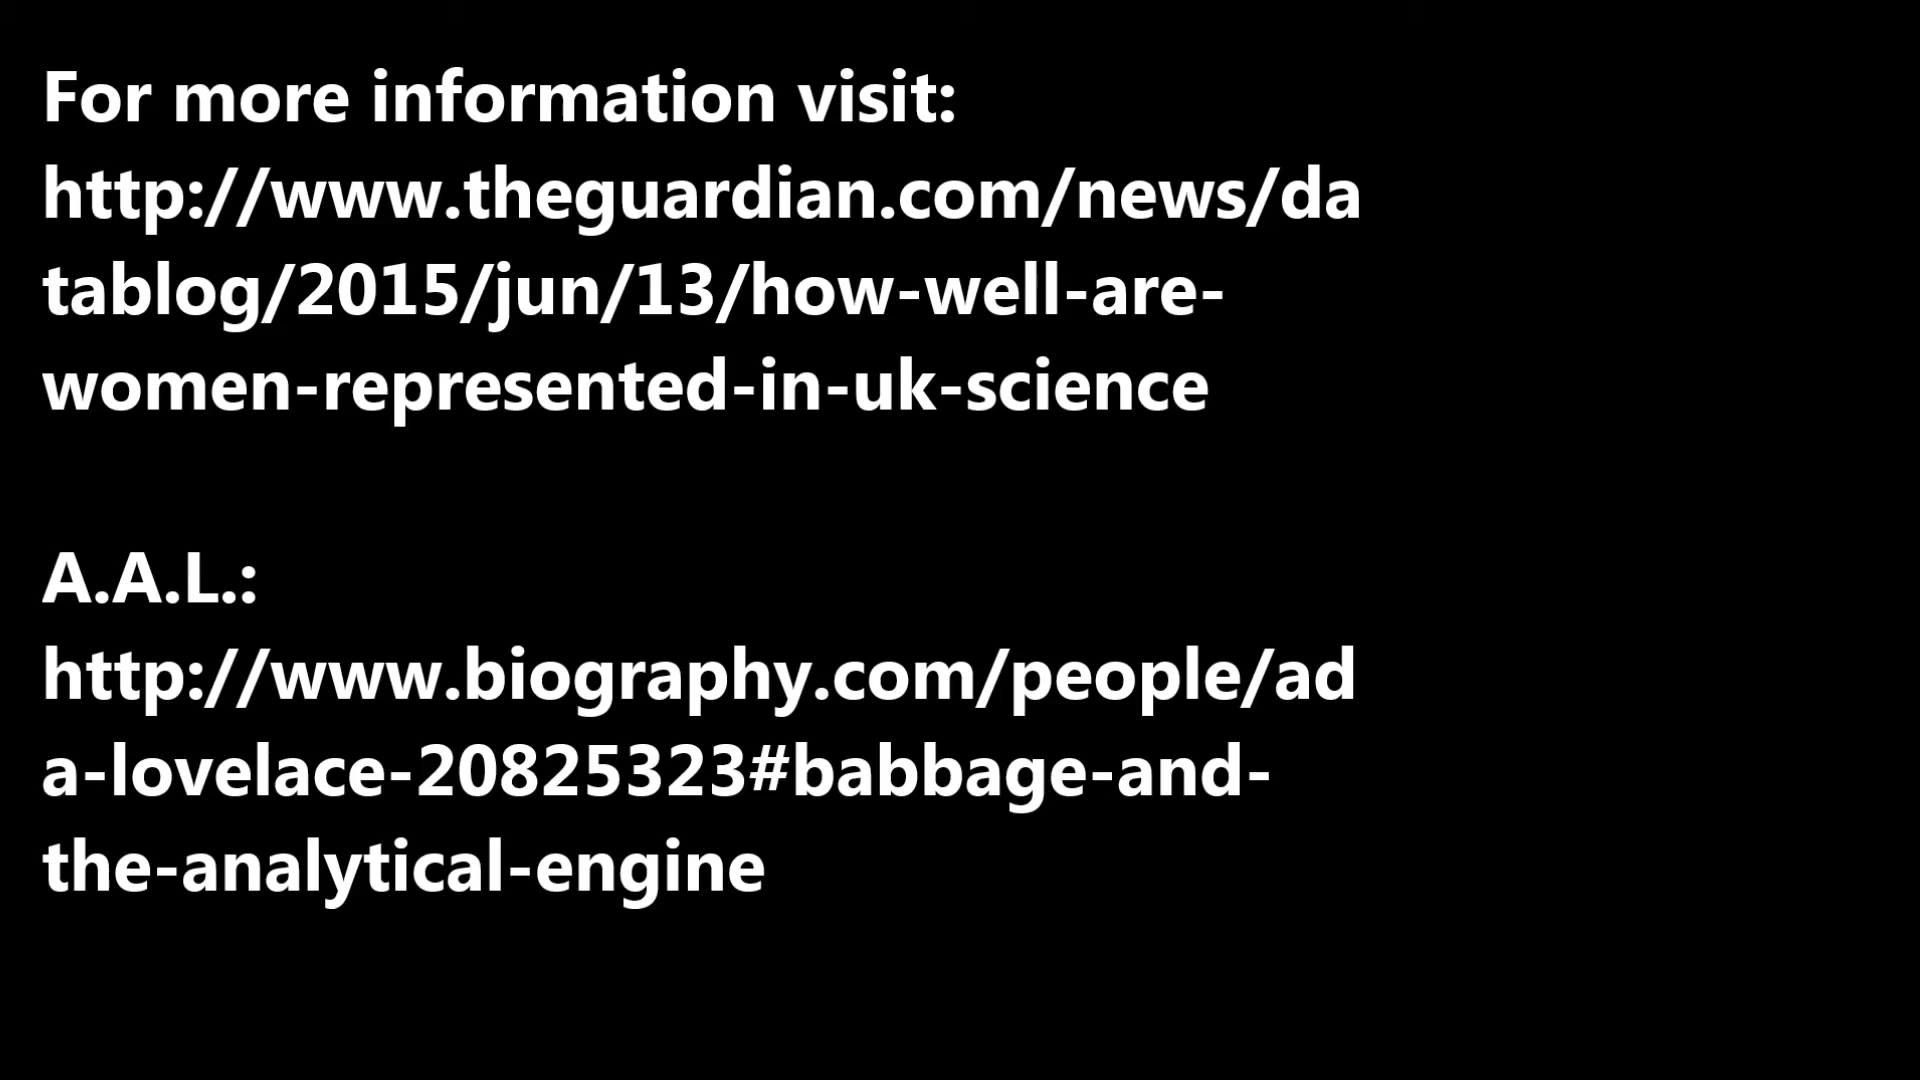 For more information visit:
http://www.theguardian.com/news/da
tablog/2015/jun/13/how-well-are-
women-represented-in-uk-science
A.A.L.:
http://www.biography.com/people/ad
a-lovelace-20825323#babbage-and-
the-analytical-engine